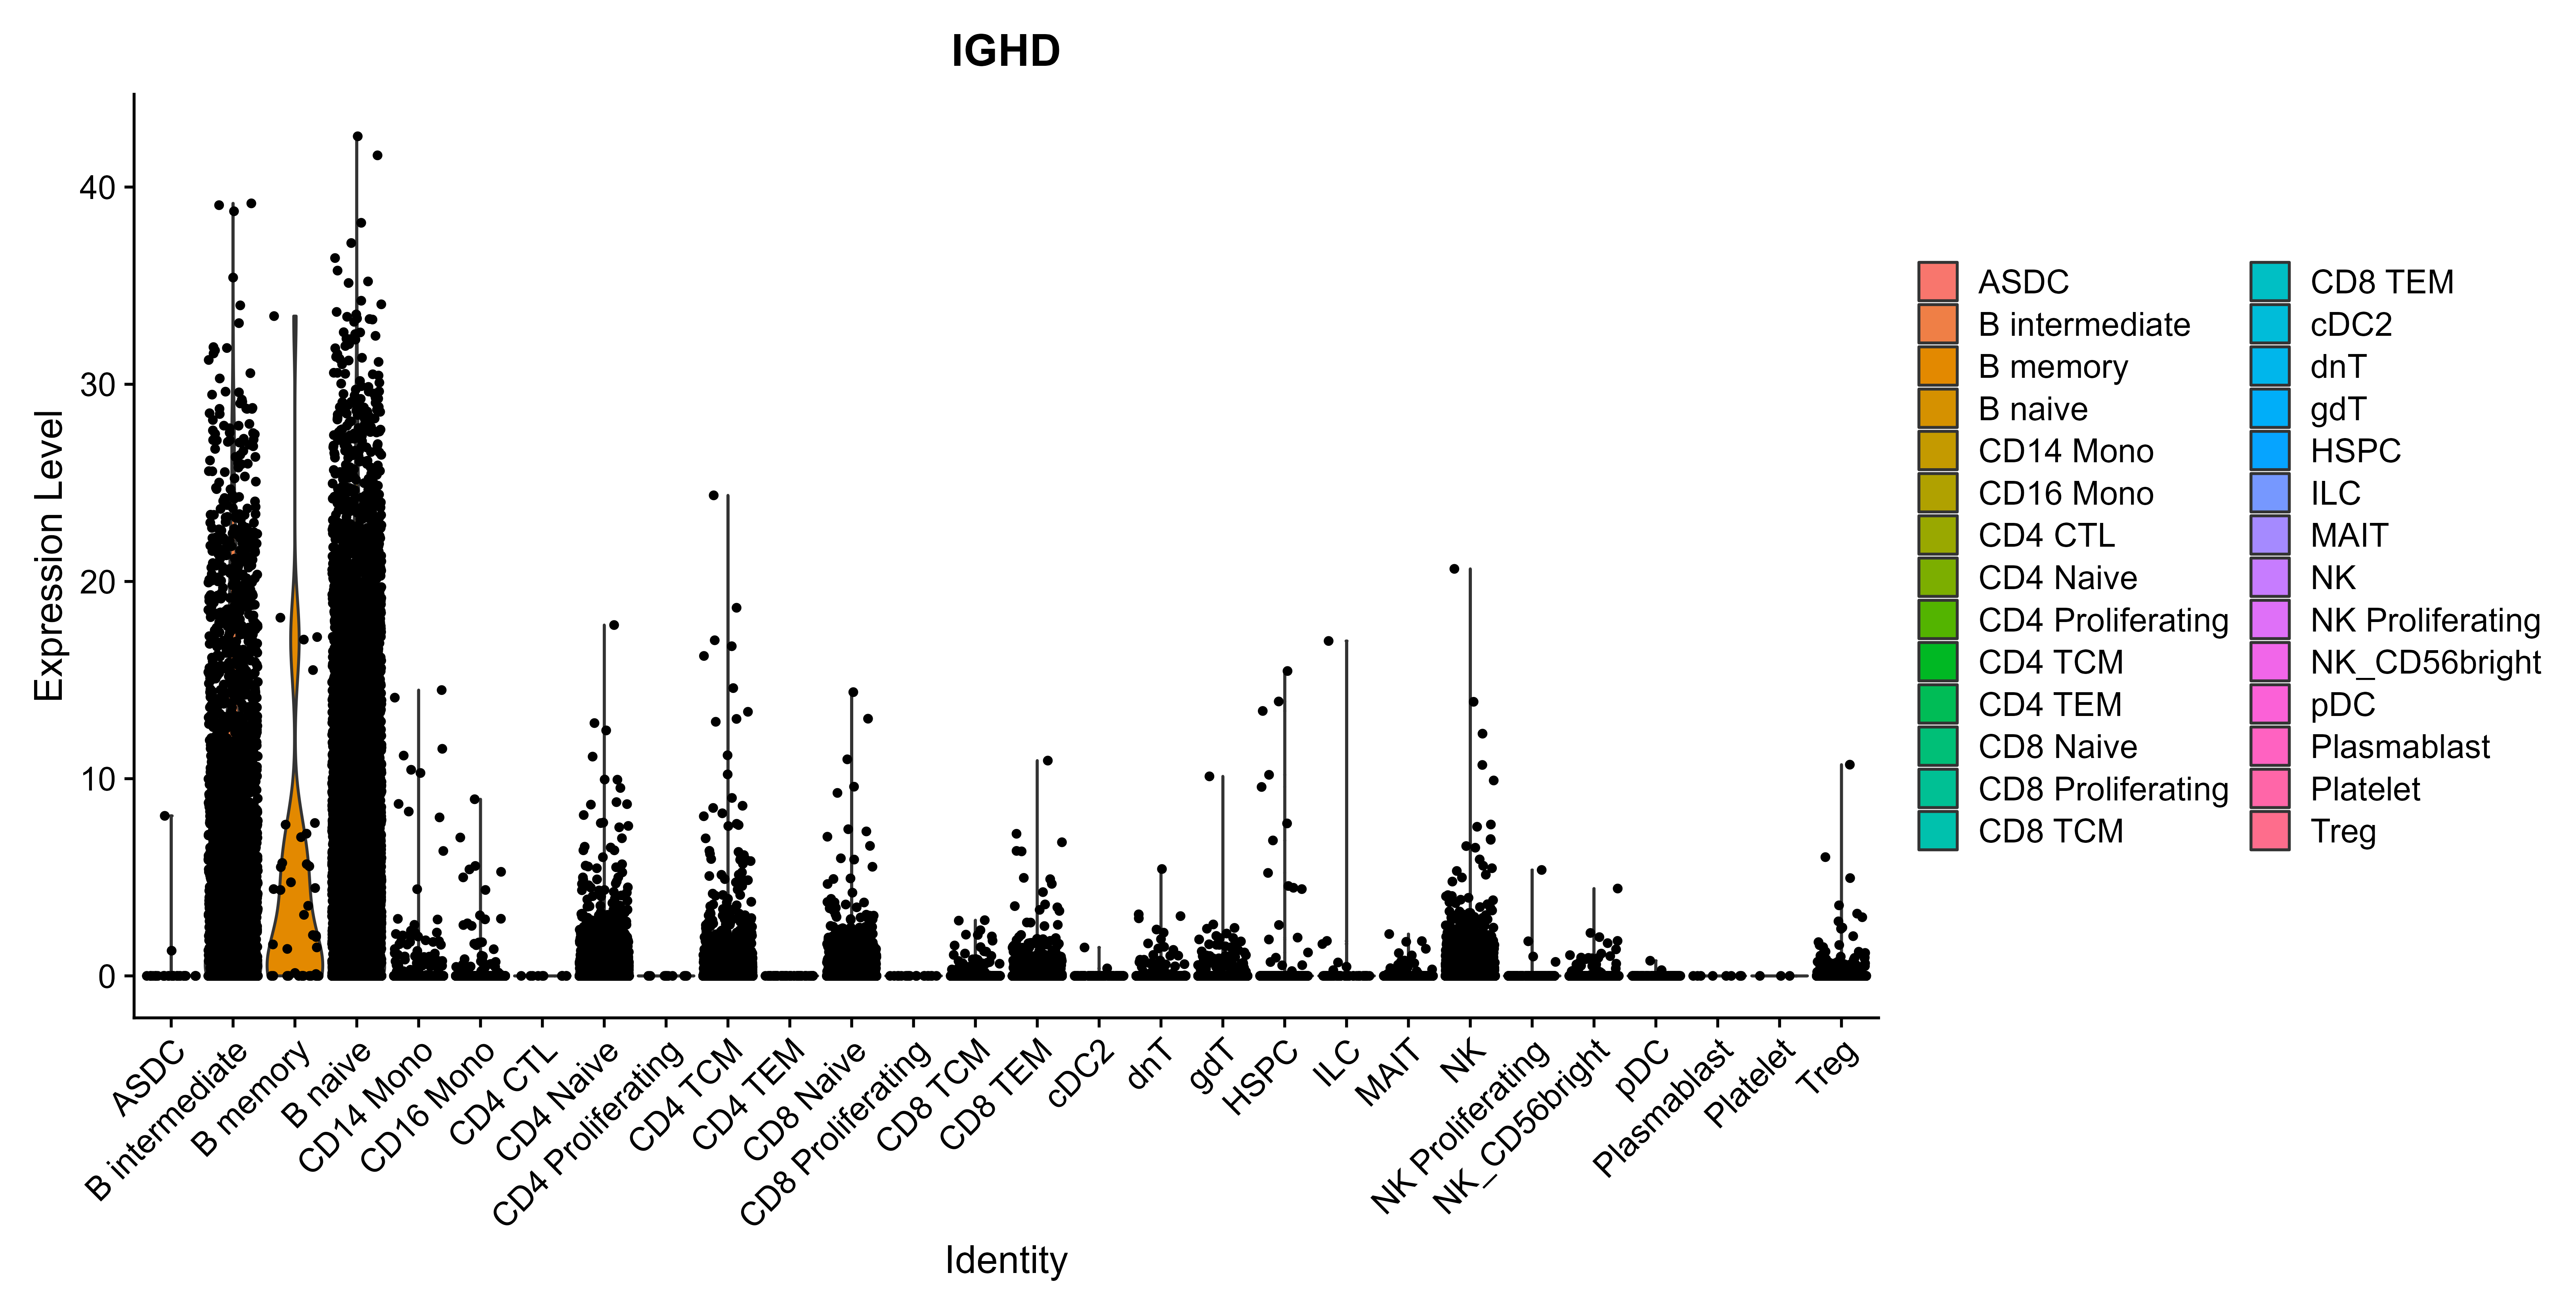 IGHD
Expression Level
40
30
20
10
0
ASDC
B intermediate
B memory
B naive
CD14 Mono
CD16 Mono
CD4 CTL
CD4 Naive
CD4 Proliferating
CD4 TCM
CD4 TEM
CD8 Naive
CD8 Proliferating
CD8 TCM
CD8 TEM
cDC2
dnT
gdT
HSPC
ILC
MAIT
NK
NK Proliferating
NK_CD56bright
pDC
Plasmablast
Platelet
Treg
Identity
ASDC
B intermediate
B memory
B naive
CD14 Mono
CD16 Mono
CD4 CTL
CD4 Naive
CD4 Proliferating
CD4 TCM
CD4 TEM
CD8 Naive
CD8 Proliferating
CD8 TCM
CD8 TEM
cDC2
dnT
gdT
HSPC
ILC
MAIT
NK
NK Proliferating
NK_CD56bright
pDC
Plasmablast
Platelet
Treg